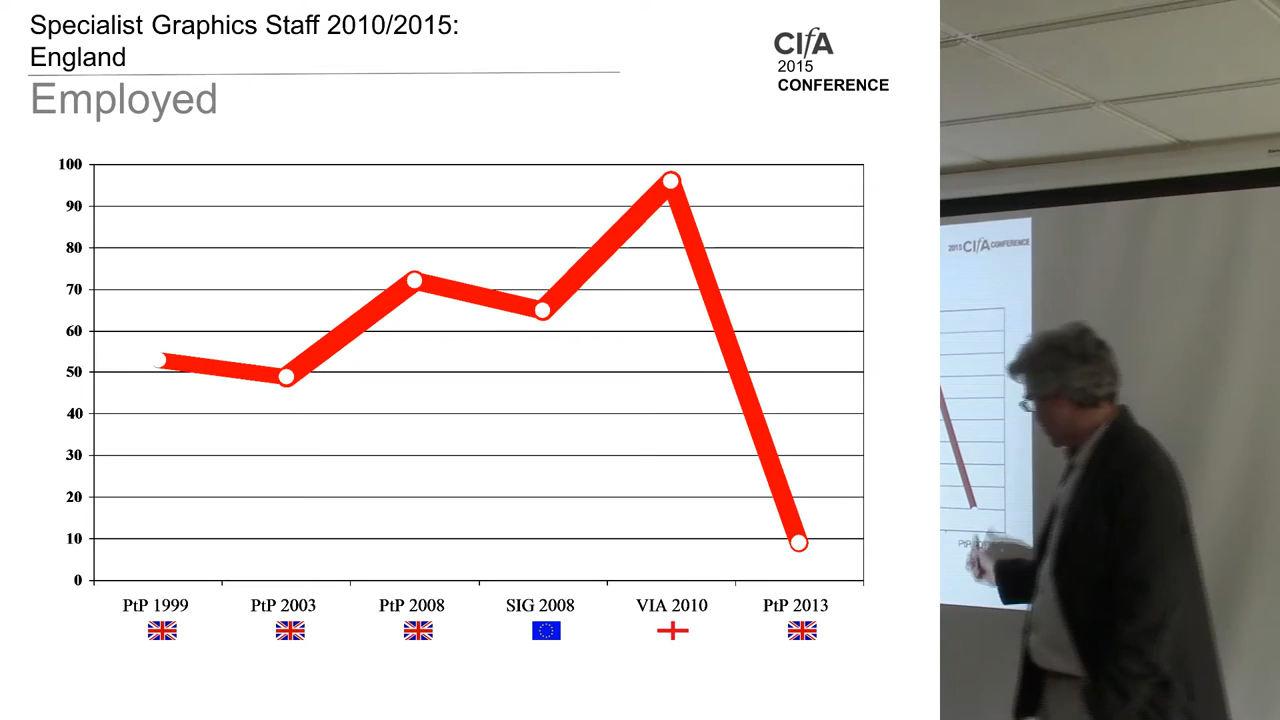 Specialist Graphics Staff 2010/2015:
England
Employed
CIfA
2015
CONFERENCE
100
90
80
70
60
50
40
30
20
10
0
PtP 1999
PtP 2003
PtP 2008
SIG 2008
VIA 2010
PtP 2013
2015 CIfA CONFERENCE
PtP